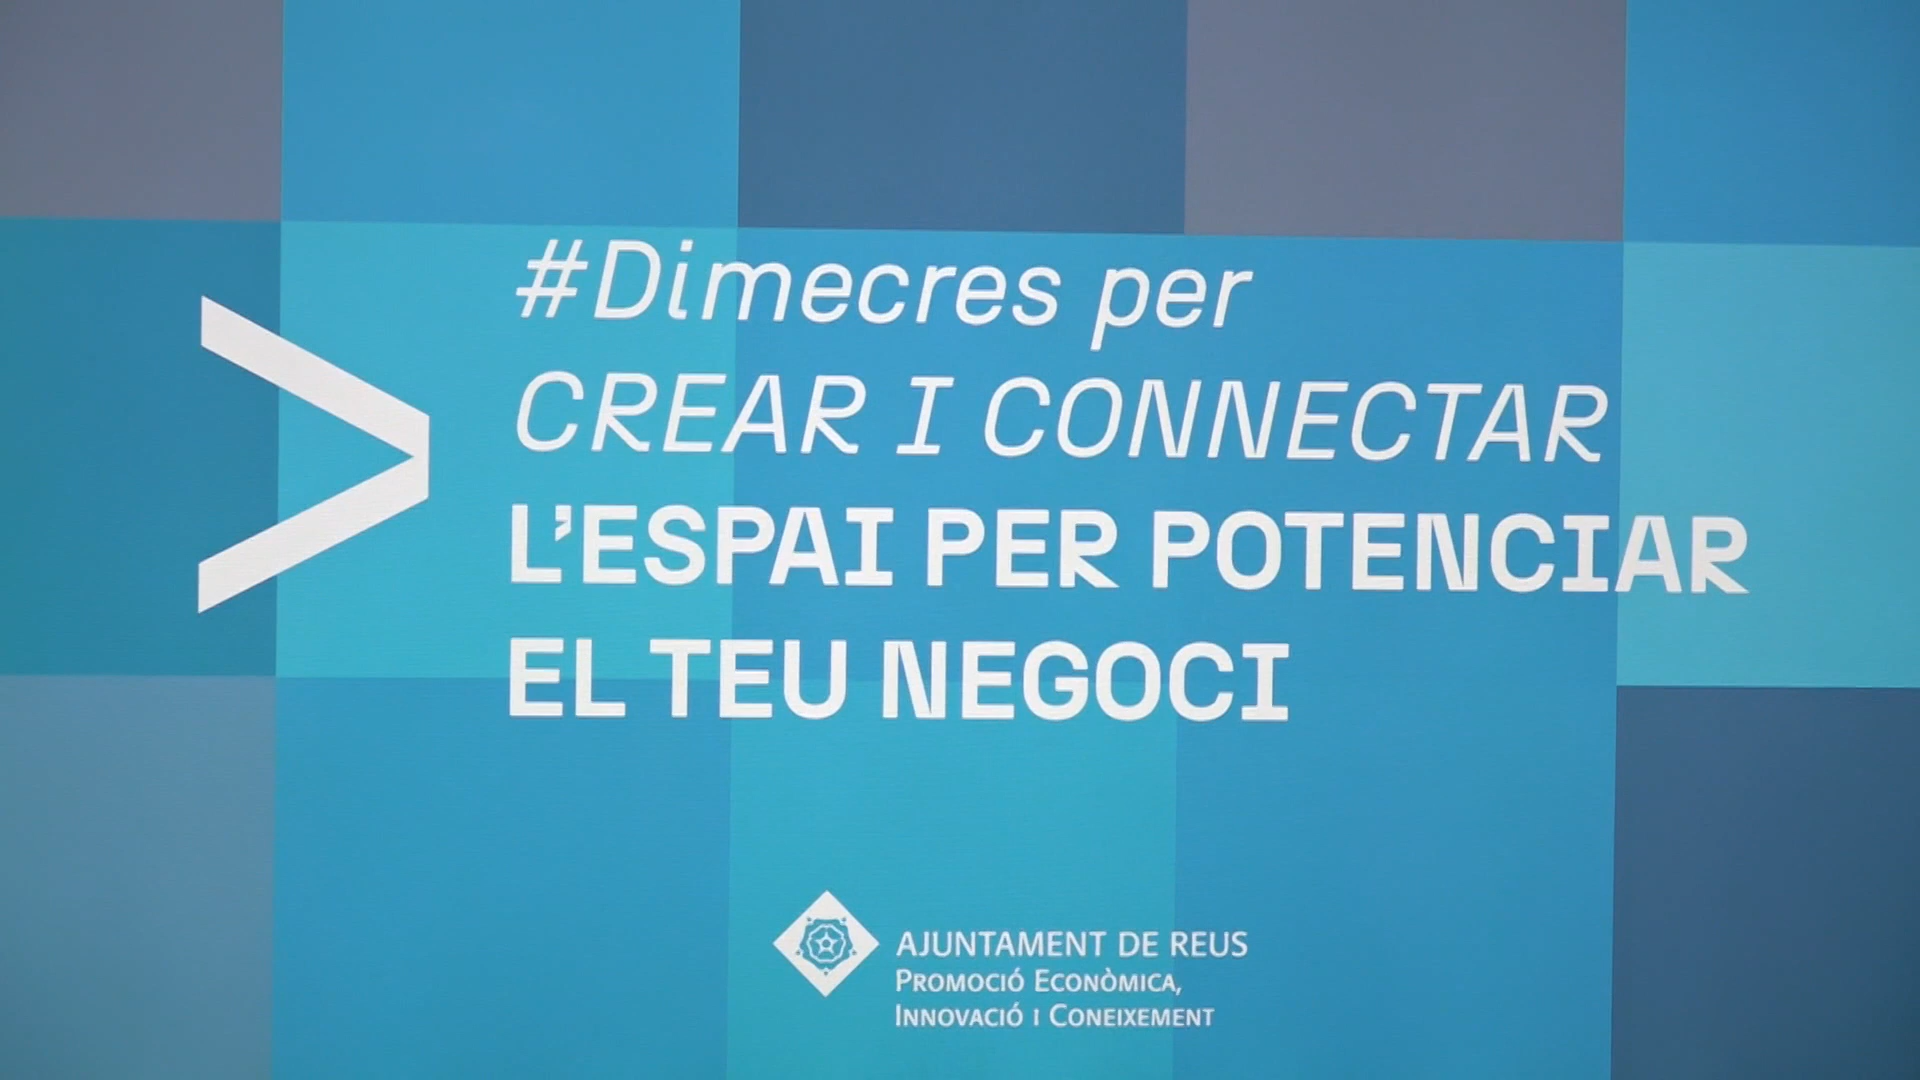 #Dimecres per
CREAR I CONNECTAR
L'ESPAI PER POTENCIAR
EL TEU NEGOCI
AJUNTAMENT DE REUS
PROMOCIÓ ECONÒMICA,
INNOVACIÓ I CONEIXEMENT